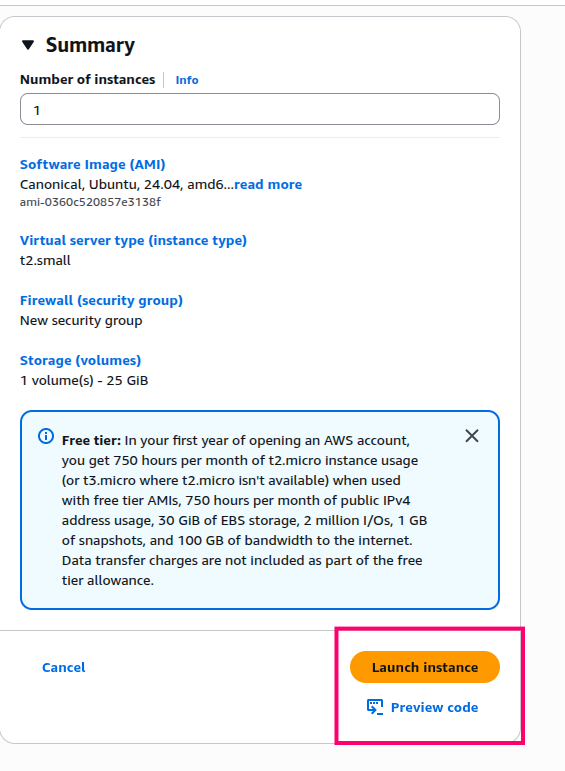 Summary
Number of instances Info
1
Software Image (AMI)
Canonical, Ubuntu, 24.04, amd6...read more
ami-0360c520857e3138f
Virtual server type (instance type)
t2.small
Firewall (security group)
New security group
Storage (volumes)
1 volume(s) - 25 GiB
Free tier: In your first year of opening an AWS account,
you get 750 hours per month of t2.micro instance usage
(or t3.micro where t2.micro isn't available) when used
with free tier AMIs, 750 hours per month of public IPv4
address usage, 30 GiB of EBS storage, 2 million I/Os, 1 GB
of snapshots, and 100 GB of bandwidth to the internet.
Data transfer charges are not included as part of the free
tier allowance.
Cancel
Launch instance
Preview code